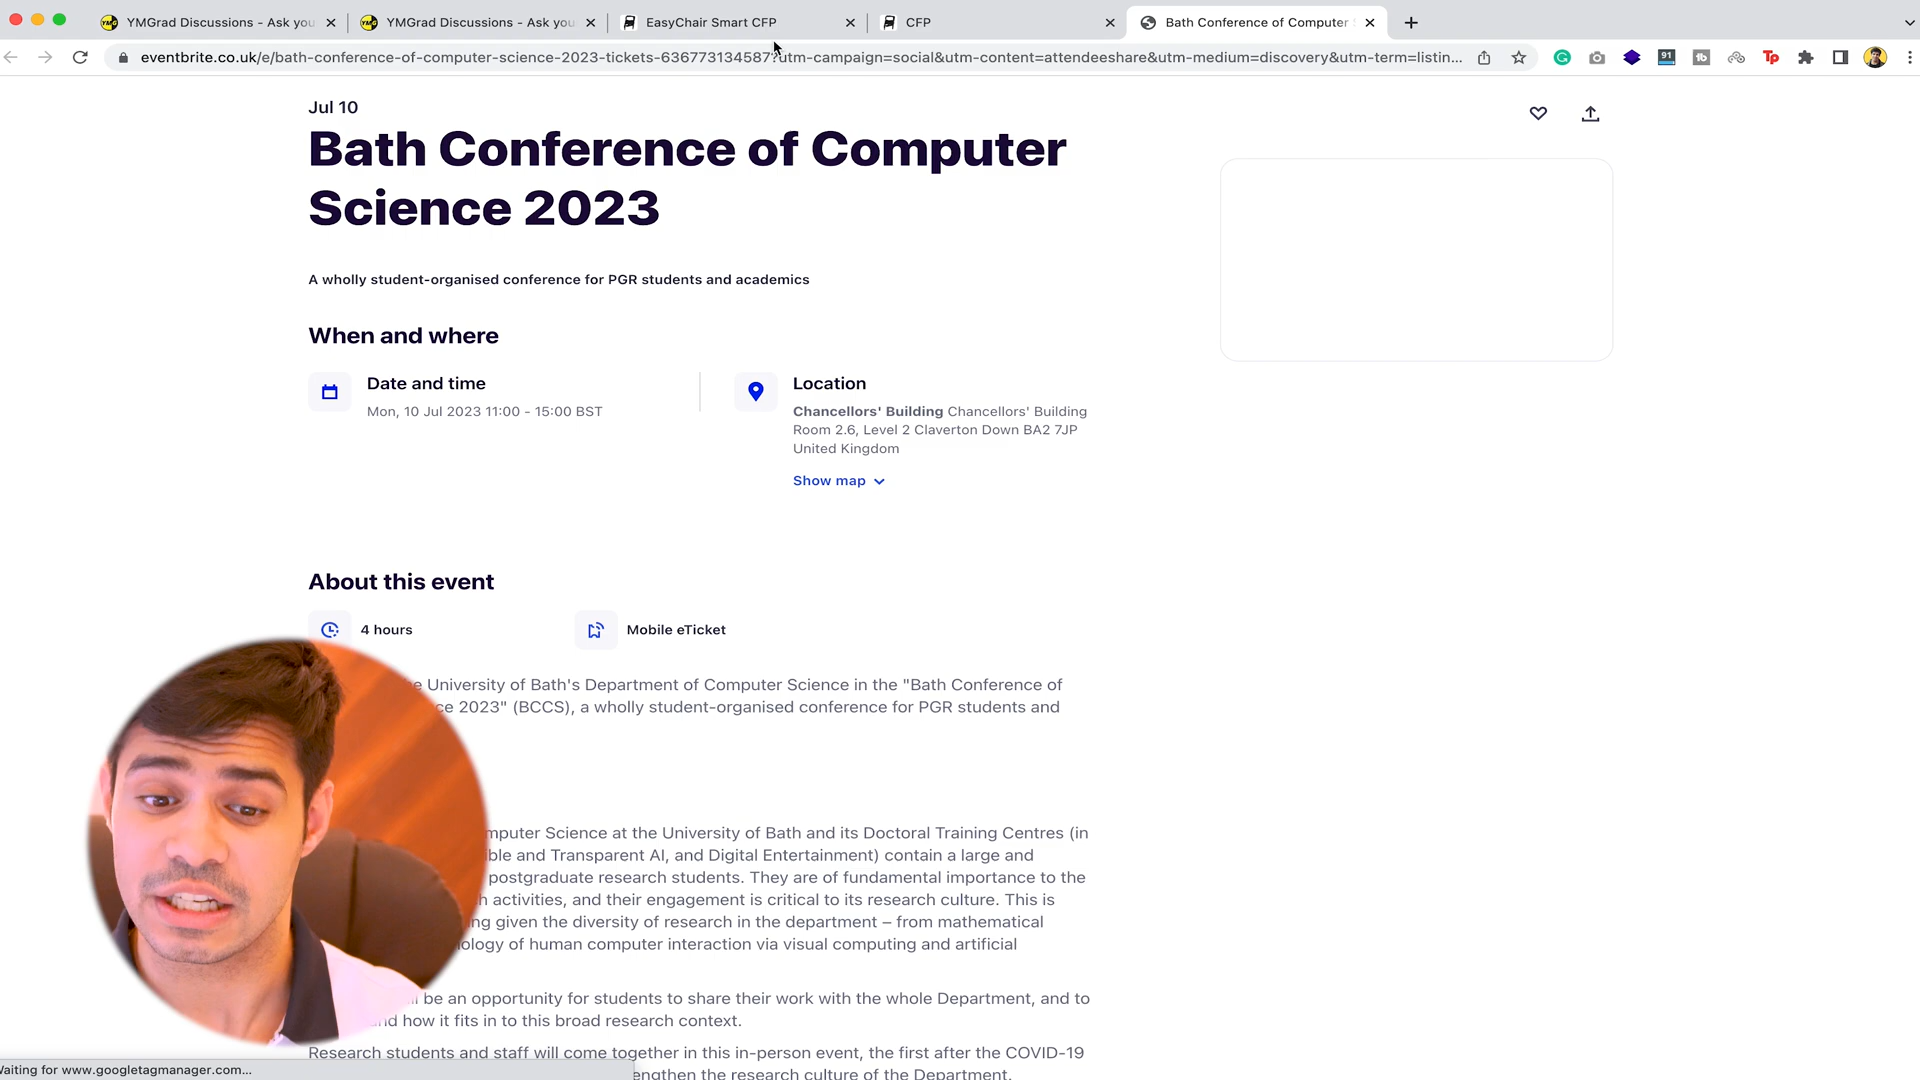 YMGrad Discussions - Ask you
YMGrad Discussions - Ask you
EasyChair Smart CFP
CFP
Bath Conference of Computer
eventbrite.co.uk/e/bath-conference-of-computer-science-2023-tickets-636773134587?utm-campaign=social&utm-content=attendeeshare&utm-medium=discovery&utm-term=listin...
91
tb
Tp
Jul 10
Bath Conference of Computer
Science 2023
A wholly student-organised conference for PGR students and academics
When and where
Date and time
Mon, 10 Jul 2023 11:00 - 15:00 BST
Location
Chancellors' Building Chancellors' Building
Room 2.6, Level 2 Claverton Down BA2 7JP
United Kingdom
Show map
About this event
4 hours
Mobile eTicket
e University of Bath's Department of Computer Science in the "Bath Conference of
ce 2023" (BCCS), a wholly student-organised conference for PGR students and
mputer Science at the University of Bath and its Doctoral Training Centres (in
ble and Transparent AI, and Digital Entertainment) contain a large and
postgraduate research students. They are of fundamental importance to the
h activities, and their engagement is critical to its research culture. This is
ng given the diversity of research in the department – from mathematical
ology of human computer interaction via visual computing and artificial
be an opportunity for students to share their work with the whole Department, and to
nd how it fits in to this broad research context.
Research students and staff will come together in this in-person event, the first after the COVID-19
engthen the research culture of the Department.
Waiting for www.googletagmanager.com...